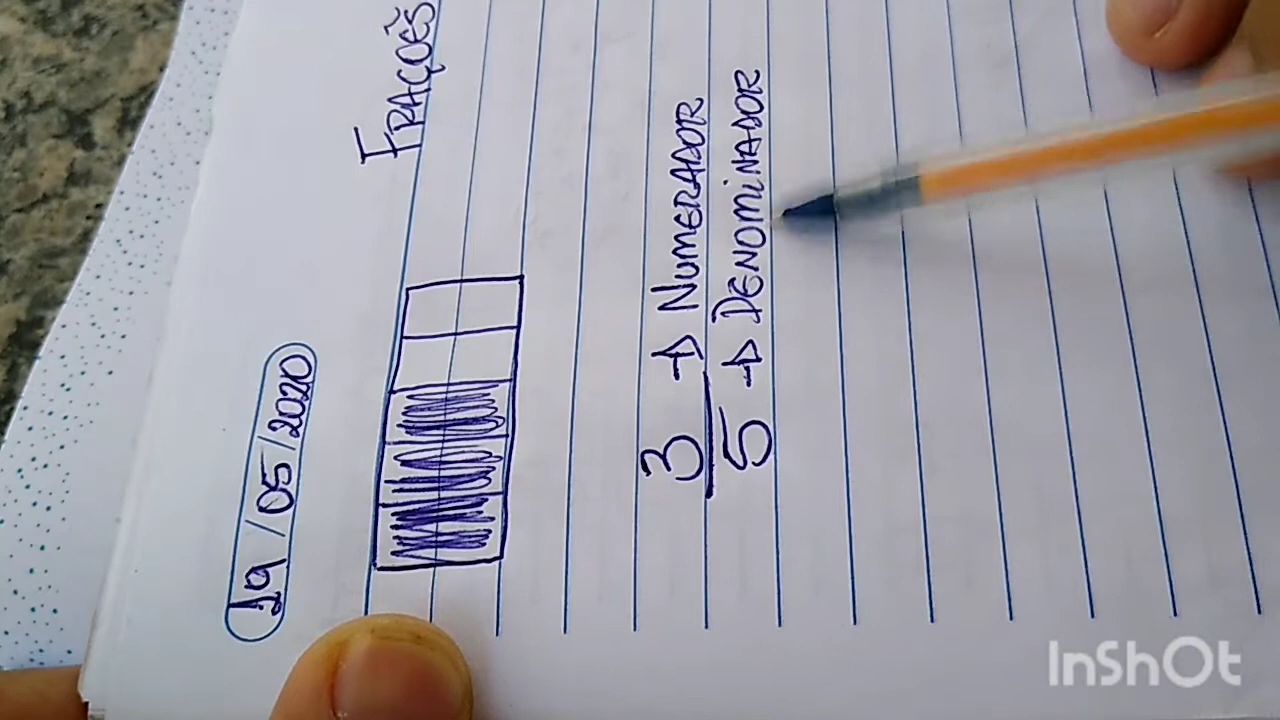 19/05/2020
FRAÇÕES
3 → NUMERADOR
5 → DENOMINADOR
InShOt